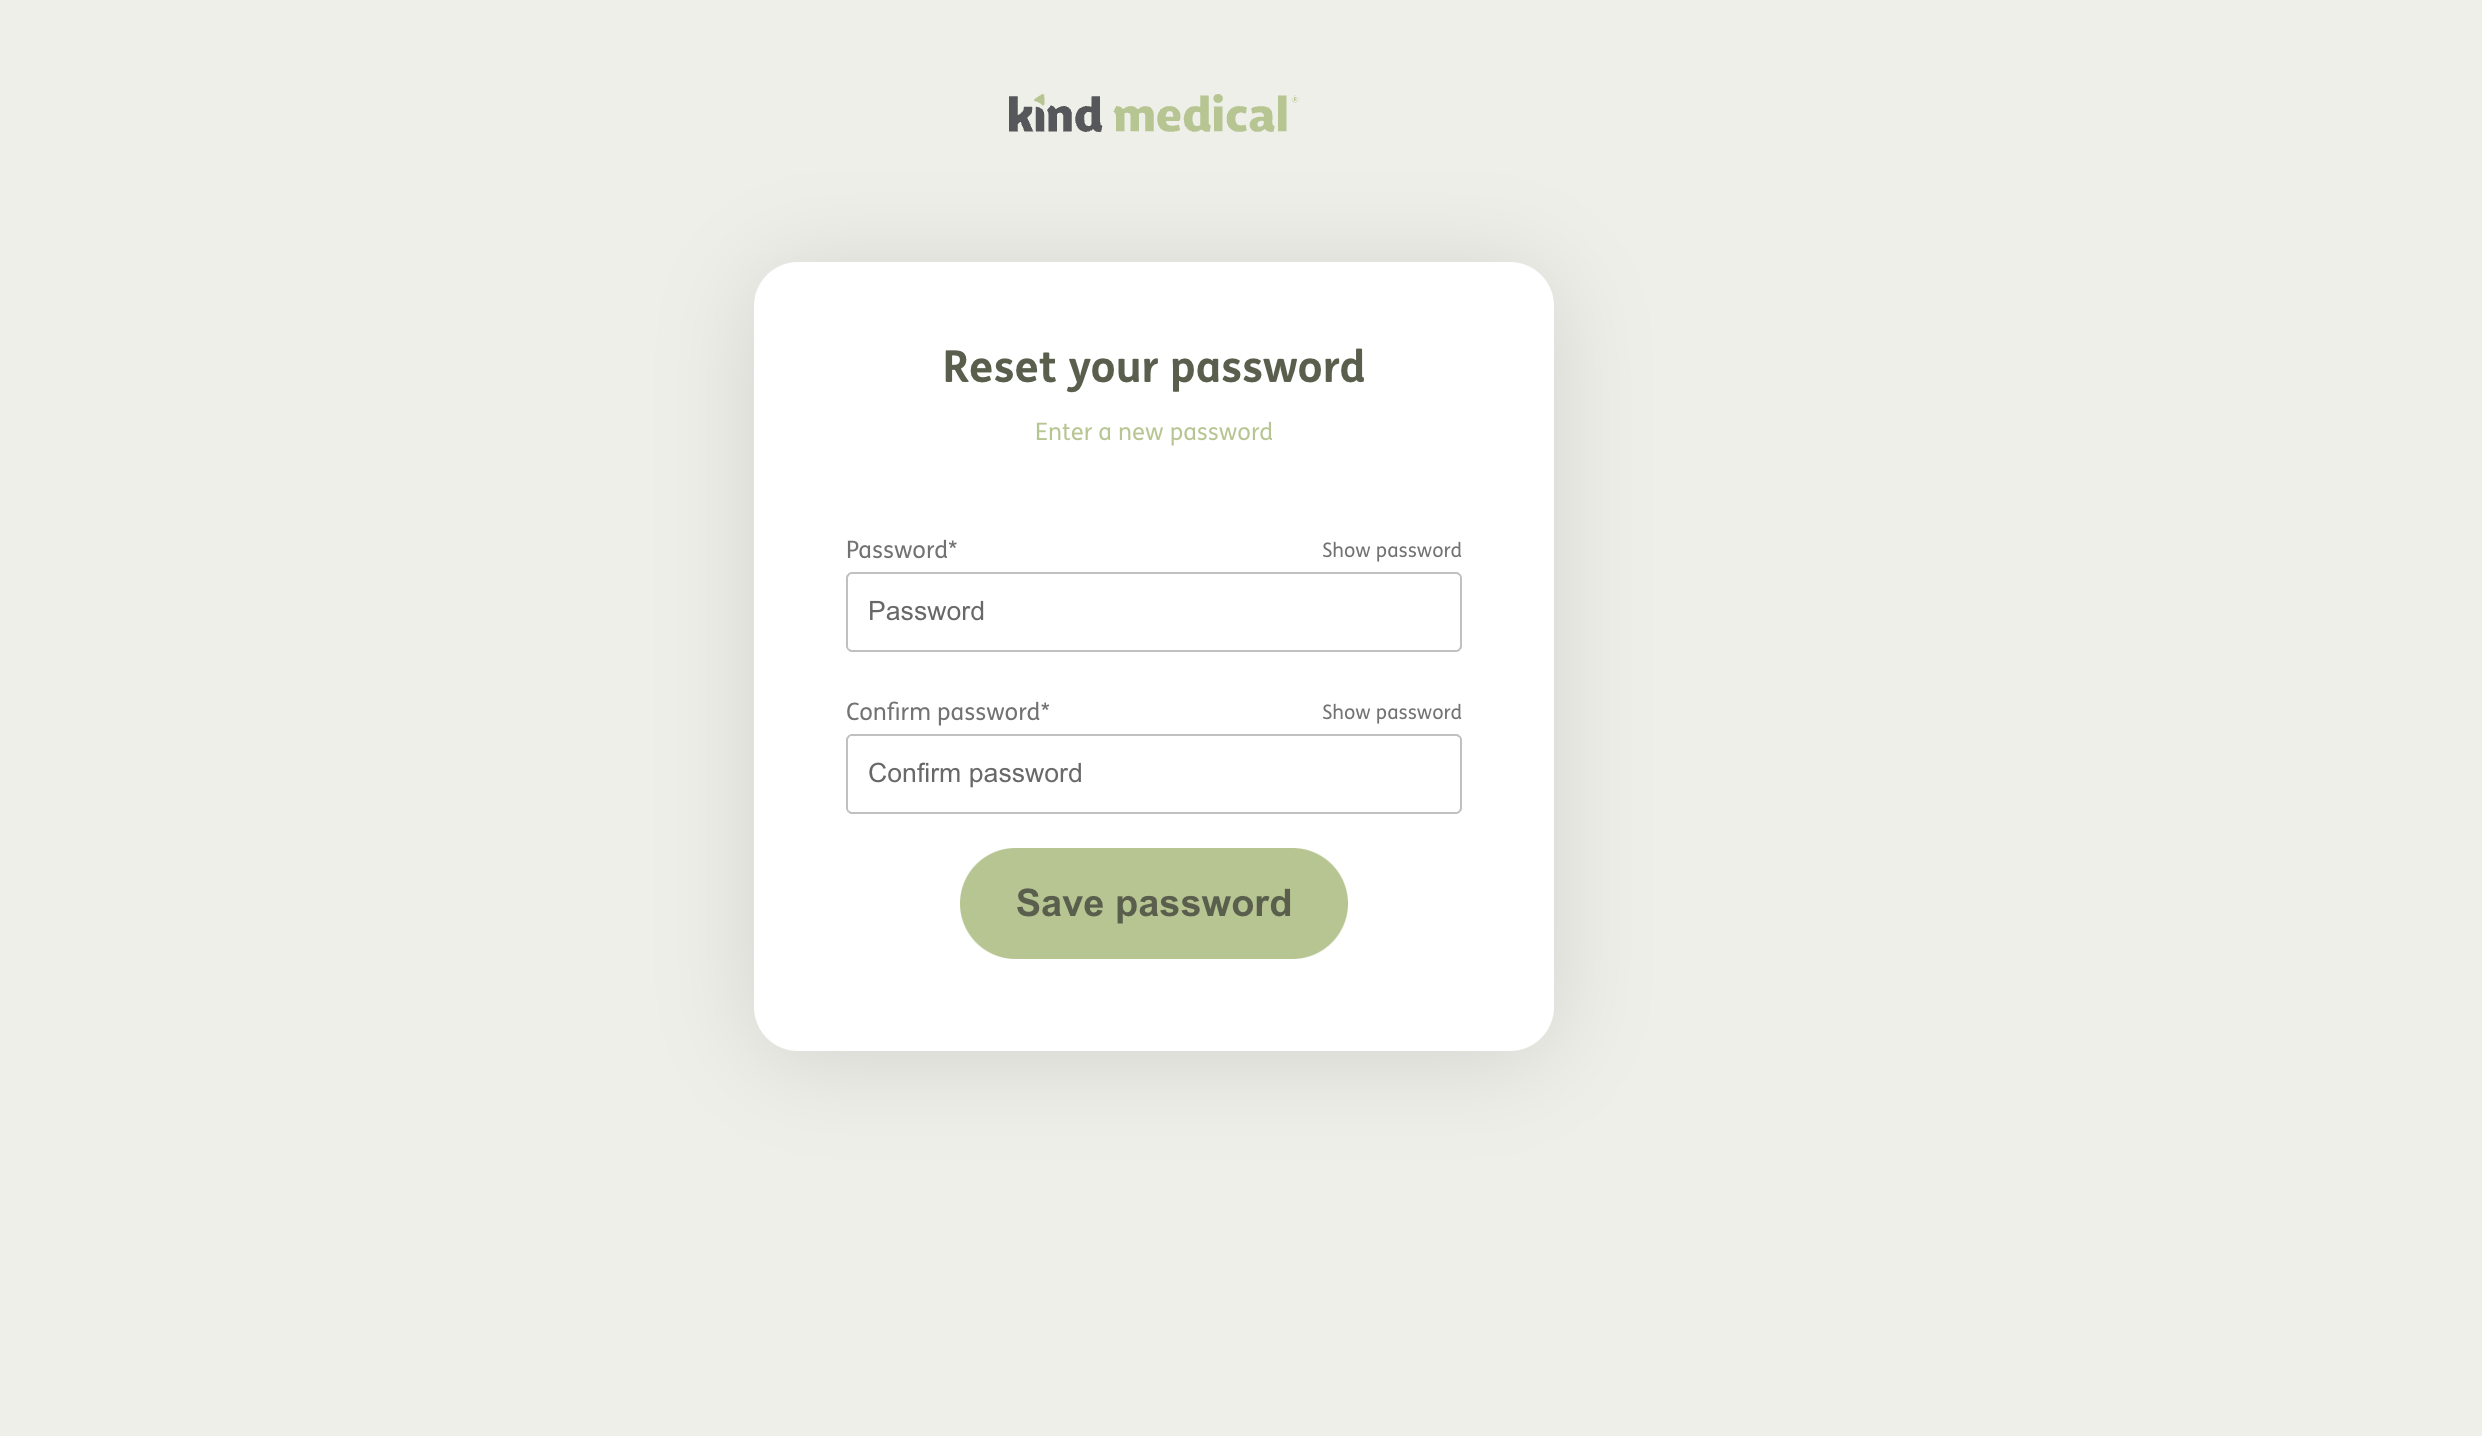 kind medical
Reset your password
Enter a new password
Password* Show password
Password
Confirm password* Show password
Confirm password
Save password